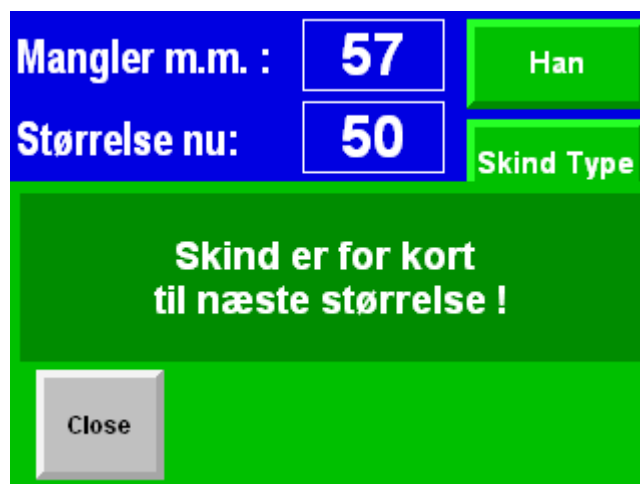 Mangler m.m. : 57
Han
Størrelse nu: 50
Skind Type
Skind er for kort
til næste størrelse !
Close